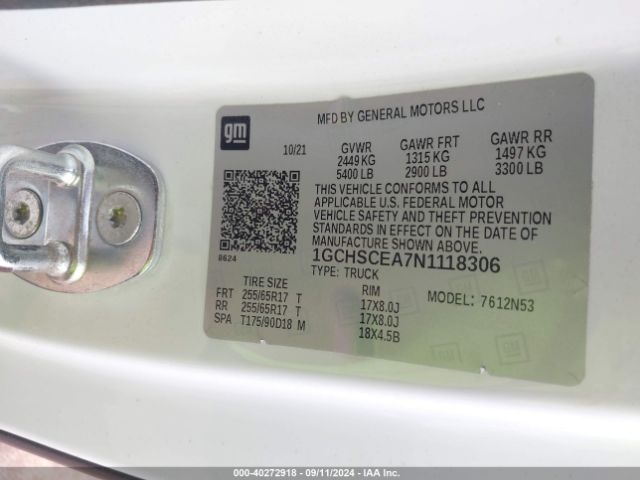 gm
MFD BY GENERAL MOTORS LLC
10/21 GVWR GAWR FRT GAWR RR
2449 KG 1315 KG 1497 KG
5400 LB 2900 LB 3300 LB
THIS VEHICLE CONFORMS TO ALL
APPLICABLE U.S. FEDERAL MOTOR
VEHICLE SAFETY AND THEFT PREVENTION
STANDARDS IN EFFECT ON THE DATE OF
MANUFACTURE SHOWN ABOVE.
8624 1GCHSCEA7N1118306
TYPE: TRUCK
TIRE SIZE RIM MODEL: 7612N53
FRT 255/65R17 T 17X8.0J
RR 255/65R17 T 17X8.0J
SPA T175/90D18 M 18X4.5B
000-40272918 - 09/11/2024 - IAA Inc.